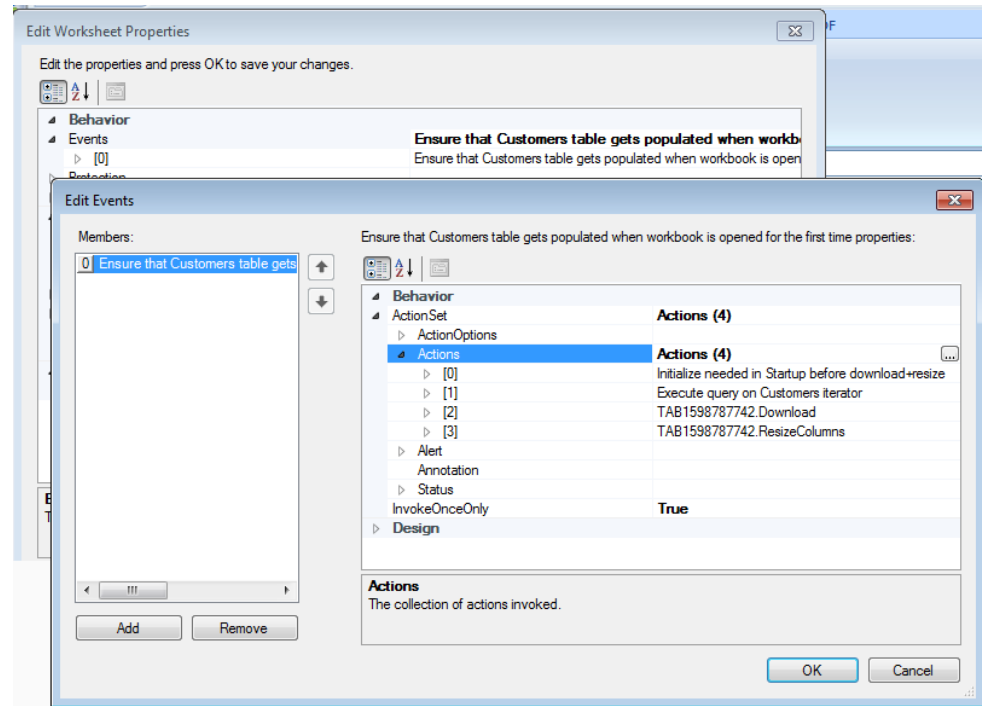 DF
Edit Worksheet Properties
Edit the properties and press OK to save your changes.
Behavior
Events Ensure that Customers table gets populated when workb
[0] Ensure that Customers table gets populated when workbook is open
Protection
Edit Events
Members:
0 Ensure that Customers table gets
Ensure that Customers table gets populated when workbook is opened for the first time properties:
Behavior
ActionSet Actions (4)
ActionOptions
Actions Actions (4) ...
[0] Initialize needed in Startup before download+resize
[1] Execute query on Customers iterator
[2] TAB1598787742.Download
[3] TAB1598787742.ResizeColumns
Alert
Annotation
Status
InvokeOnceOnly True
Design
Actions
The collection of actions invoked.
Add Remove
OK Cancel